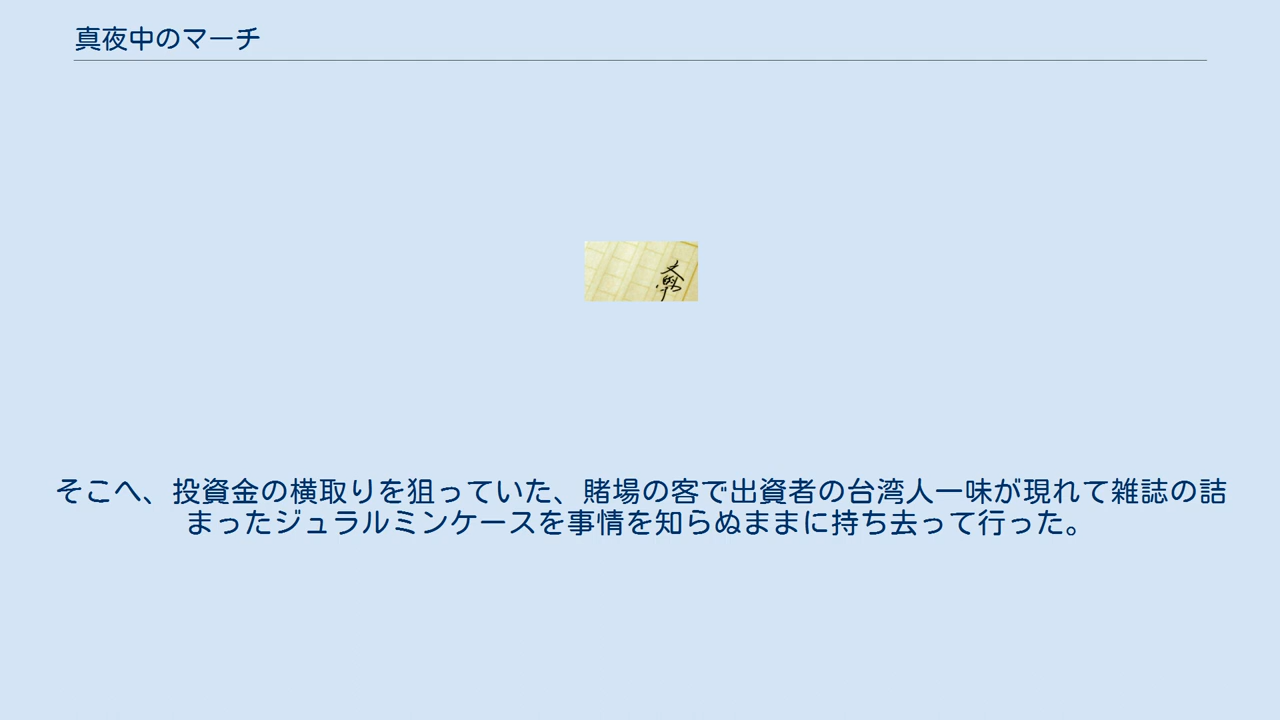 真夜中のマーチ
そこへ、投資金の横取りを狙っていた、賭場の客で出資者の台湾人一味が現れて雑誌の詰
まったジュラルミンケースを事情を知らぬままに持ち去って行った。